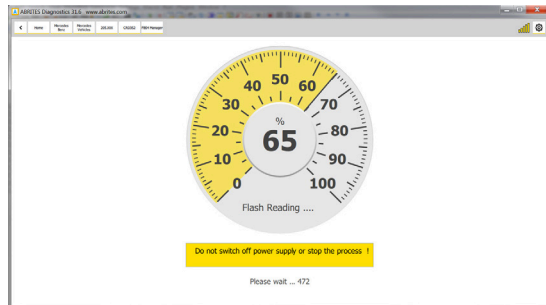 ABRITES Diagnostics 31.6 www.abrites.com
Home
Mercedes Benz
Mercedes Vehicles
FBM Manager
50
40
60
30
70
20
80
10
90
0
100
%
65
Flash Reading ....
Do not switch off power supply or stop the process !
Please wait ... 472